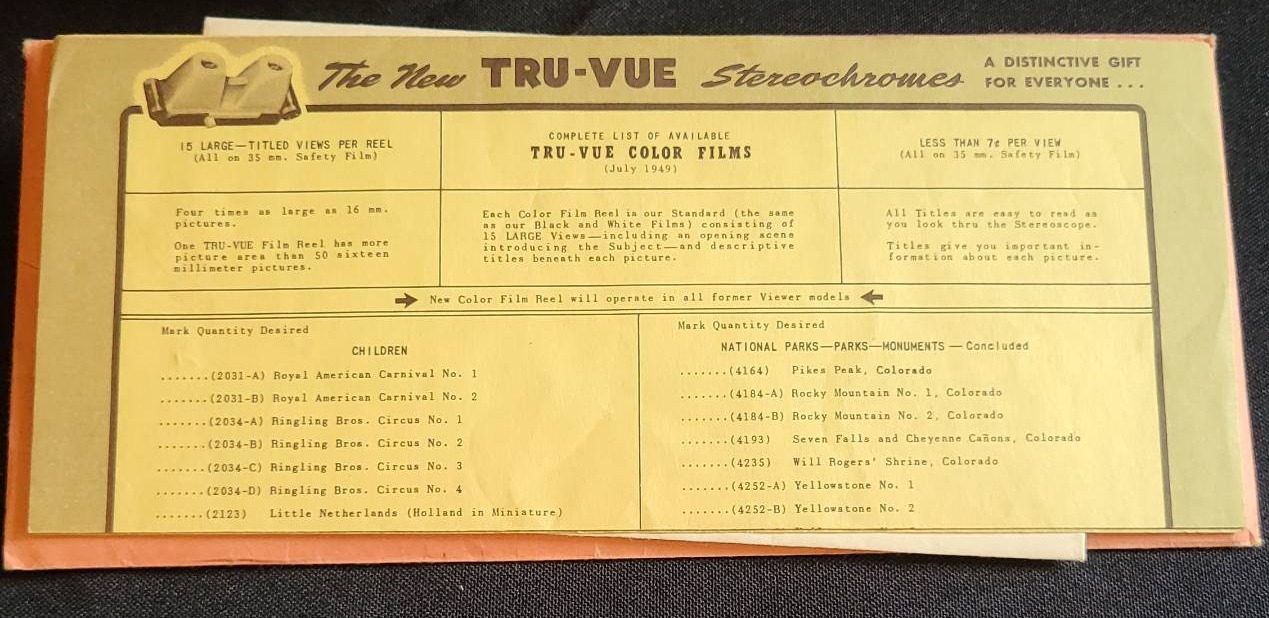 The New TRU-VUE Stereochromes
A DISTINCTIVE GIFT
FOR EVERYONE ...
15 LARGE—TITLED VIEWS PER REEL
(All on 35 mm. Safety Film)
COMPLETE LIST OF AVAILABLE
TRU-VUE COLOR FILMS
(July 1949)
LESS THAN 7¢ PER VIEW
(All on 35 mm. Safety Film)
Four times as large as 16 mm.
pictures.
One TRU-VUE Film Reel has more
picture area than 50 sixteen
millimeter pictures.
Each Color Film Reel is our Standard (the same
as our Black and White Films) consisting of
15 LARGE Views—including an opening scene
introducing the Subject—and descriptive
titles beneath each picture.
All Titles are easy to read as
you look thru the Stereoscope.
Titles give you important in-
formation about each picture.
New Color Film Reel will operate in all former Viewer models
Mark Quantity Desired
CHILDREN
.......(2031-A) Royal American Carnival No. 1
.......(2031-B) Royal American Carnival No. 2
.......(2034-A) Ringling Bros. Circus No. 1
.......(2034-B) Ringling Bros. Circus No. 2
.......(2034-C) Ringling Bros. Circus No. 3
.......(2034-D) Ringling Bros. Circus No. 4
.......(2123) Little Netherlands (Holland in Miniature)
Mark Quantity Desired
NATIONAL PARKS—PARKS—MONUMENTS — Concluded
.......(4164) Pikes Peak, Colorado
.......(4184-A) Rocky Mountain No. 1, Colorado
.......(4184-B) Rocky Mountain No. 2, Colorado
.......(4193) Seven Falls and Cheyenne Cañons, Colorado
.......(4235) Will Rogers' Shrine, Colorado
.......(4252-A) Yellowstone No. 1
.......(4252-B) Yellowstone No. 2